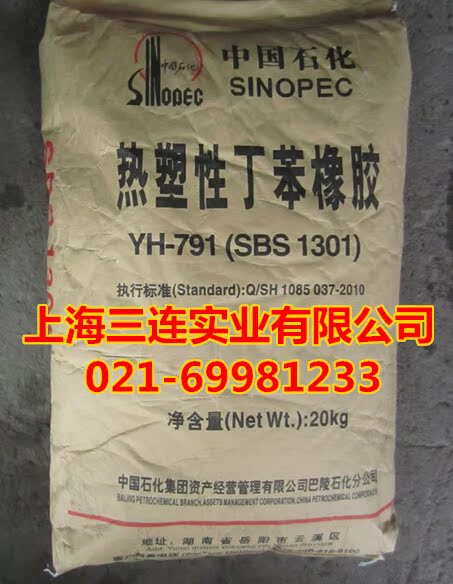 中国石化
SINOPEC
中国石化
SINOPEC
热塑性丁苯橡胶
YH-791 (SBS 1301)
执行标准(Standard):Q/SH 1085 037-2010
上海三连实业有限公司
021-69981233
净含量(Net Wt.):20kg
中国石化集团资产经营管理有限公司巴陵石化分公司
BALING PETROCHEMICAL BRANCH, ASSETS MANAGEMENT CORPORATION, CHINA PETROCHEMICAL CORPORATION
地址: 湖南省岳阳市云溪区